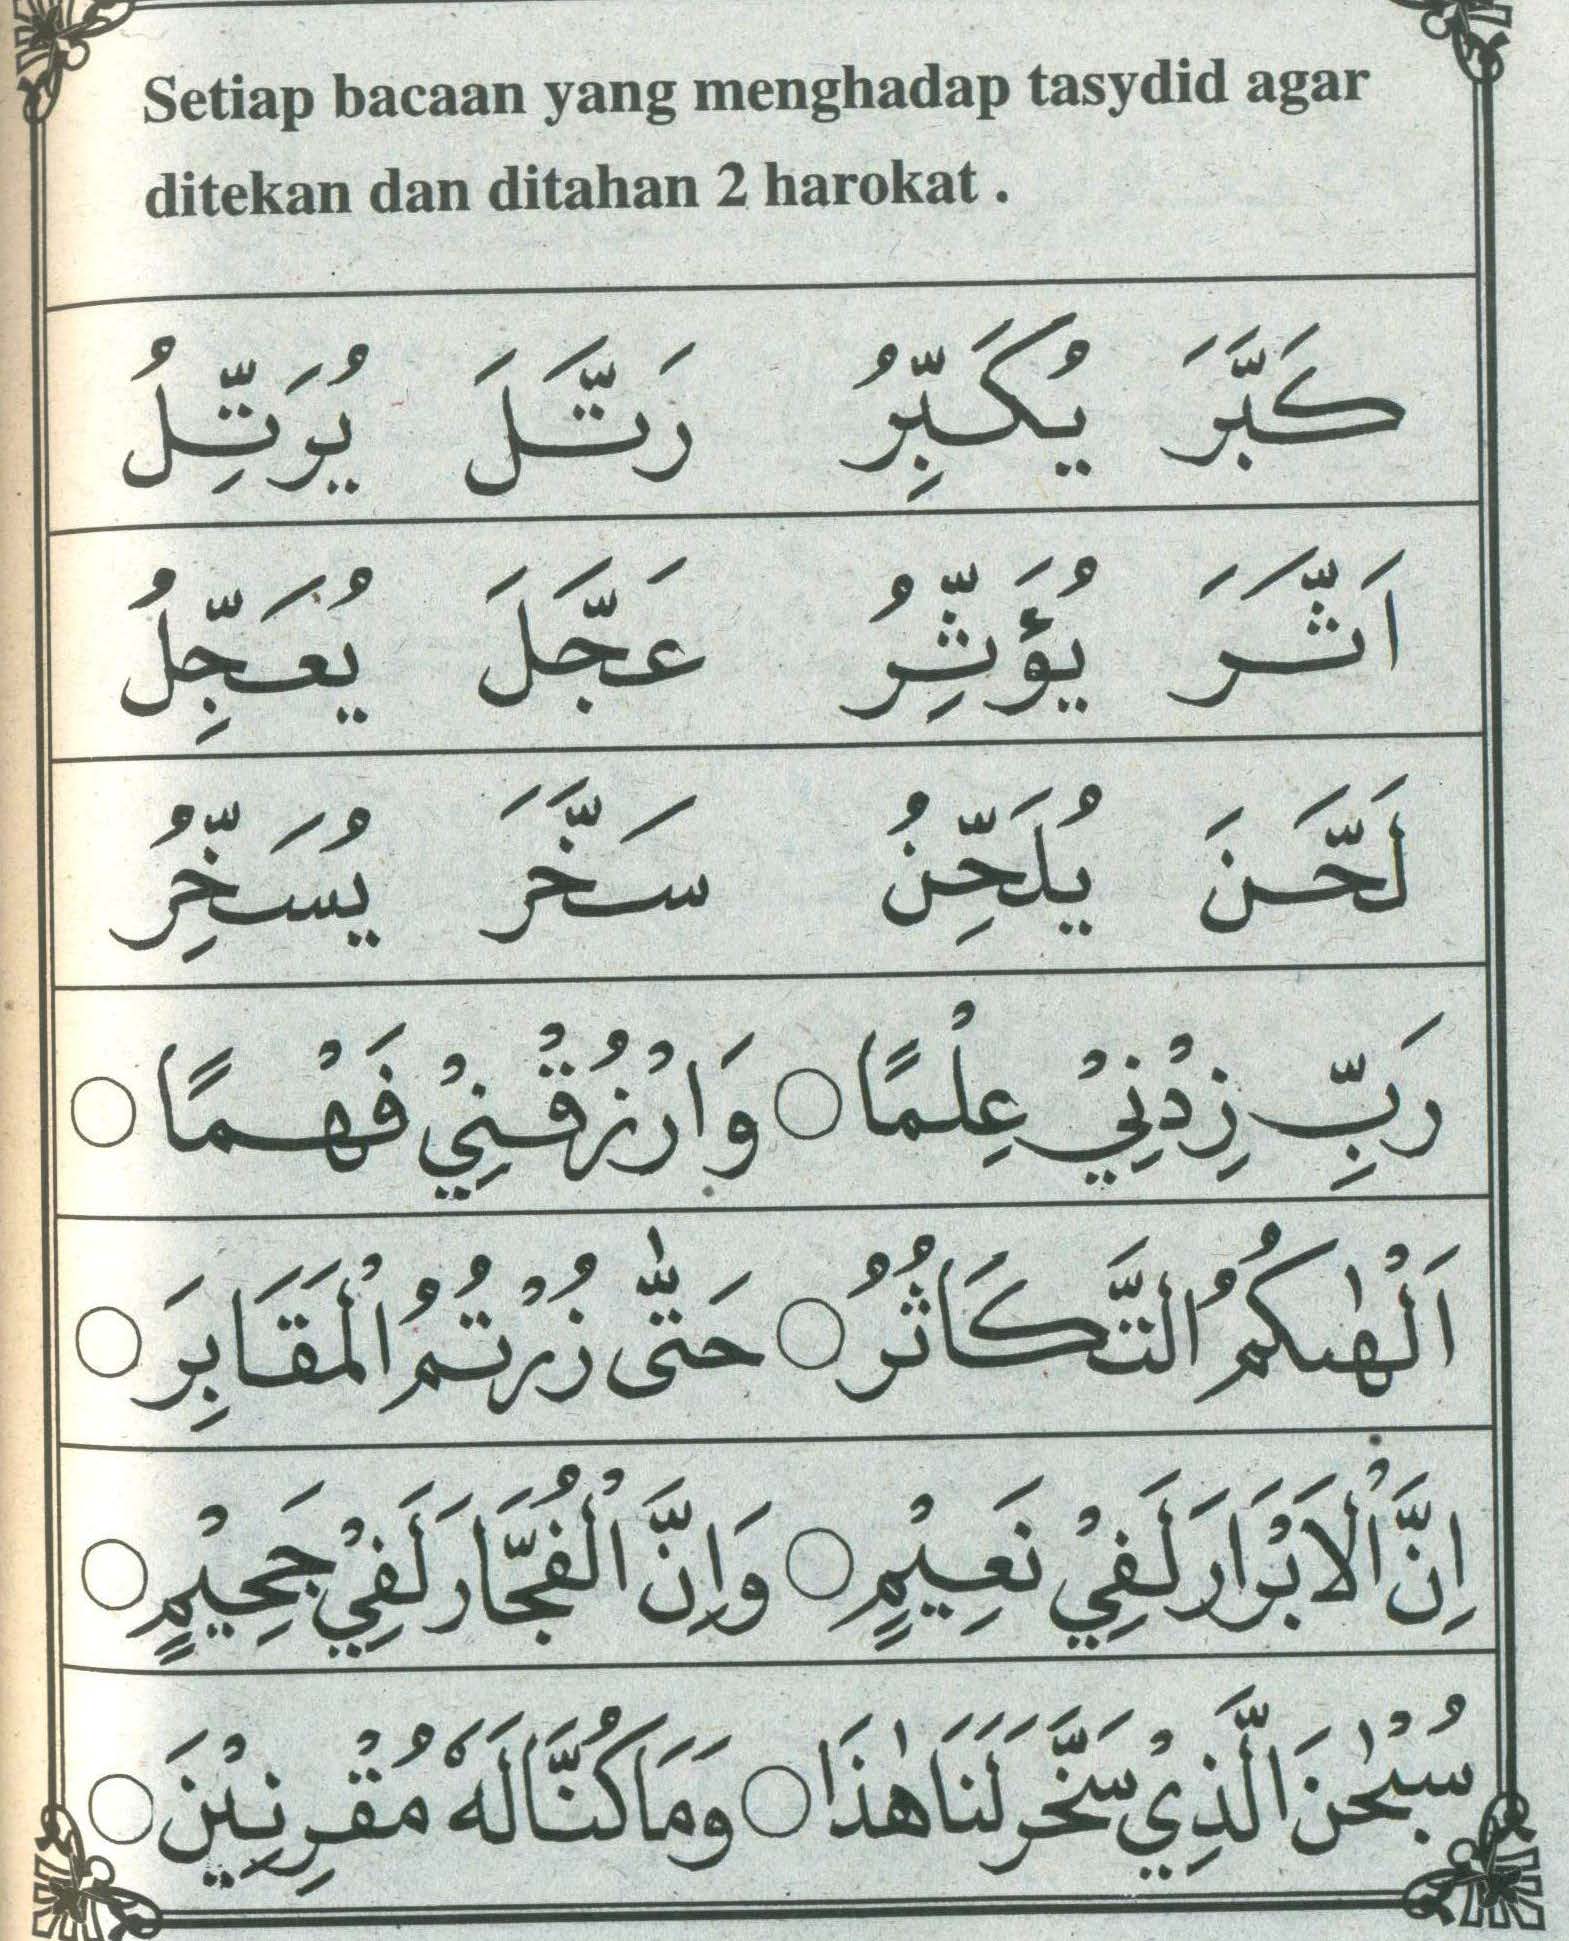 Setiap bacaan yang menghadap tasydid agar
ditekan dan ditahan 2 harokat .
كَبَّرَ يُكَبِّرُ رَتَّلَ يُرَتِّلُ
اَثَّرَ يُؤَثِّرُ عَجَّلَ يُعَجِّلُ
لَحَّنَ يُلَحِّنُ سَخَّرَ يُسَخِّرُ
رَبِّ زِدْنِيْ عِلْمًا ○ وَارْزُقْنِيْ فَهْمًا ○
اَلْهٰىكُمُ التَّكَاثُرُ ○ حَتّٰى زُرْتُمُ الْمَقَابِرَ ○
اِنَّ الْاَبْرَارَ لَفِيْ نَعِيْمٍ ○ وَاِنَّ الْفُجَّارَ لَفِيْ جَحِيْمٍ ○
سُبْحٰنَ الَّذِيْ سَخَّرَ لَنَا هٰذَا ○ وَمَا كُنَّا لَهٗ مُقْرِنِيْنَ ○